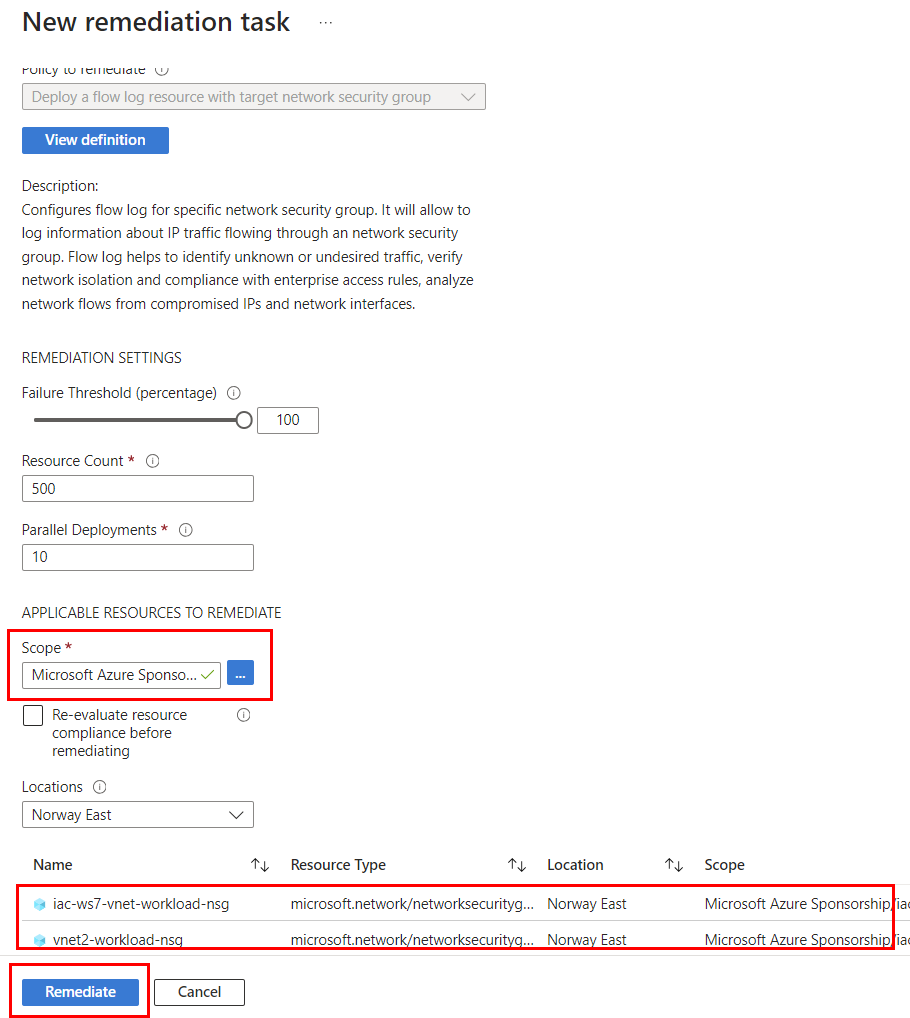 New remediation task ...
Policy to remediate
Deploy a flow log resource with target network security group
View definition
Description:
Configures flow log for specific network security group. It will allow to
log information about IP traffic flowing through an network security
group. Flow log helps to identify unknown or undesired traffic, verify
network isolation and compliance with enterprise access rules, analyze
network flows from compromised IPs and network interfaces.
REMEDIATION SETTINGS
Failure Threshold (percentage)
100
Resource Count *
500
Parallel Deployments *
10
APPLICABLE RESOURCES TO REMEDIATE
Scope *
Microsoft Azure Sponso... ...
Re-evaluate resource
compliance before
remediating
Locations
Norway East
Name Resource Type Location Scope
iac-ws7-vnet-workload-nsg microsoft.network/networksecurityg... Norway East Microsoft Azure Sponsorship/iac
vnet2-workload-nsg microsoft.network/networksecurityg... Norway East Microsoft Azure Sponsorship/iac
Remediate Cancel